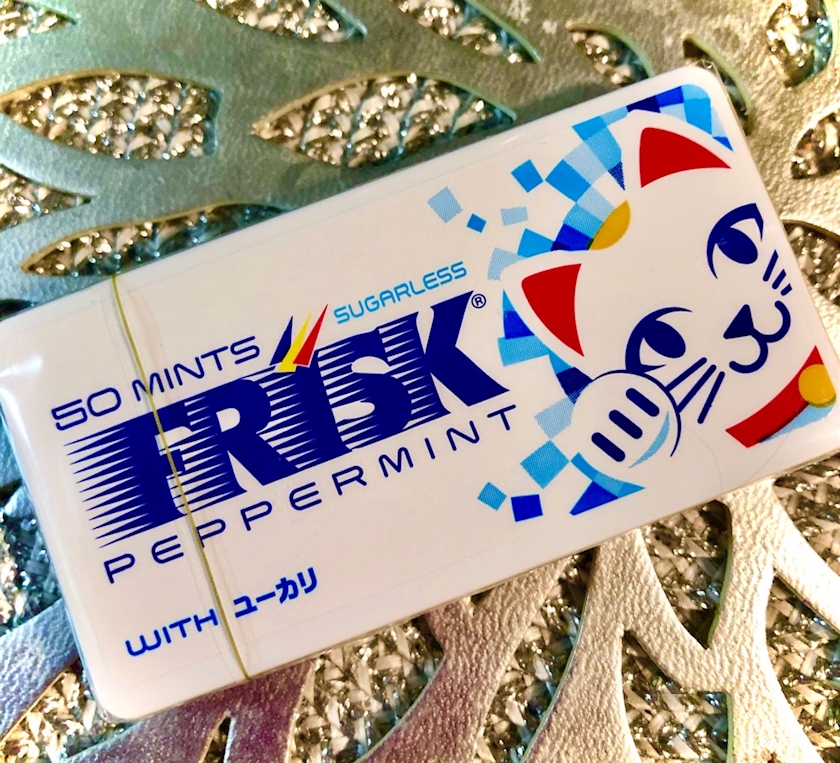 50 MINTS SUGARLESS
FRISK®
PEPPERMINT
WITH ユーカリ